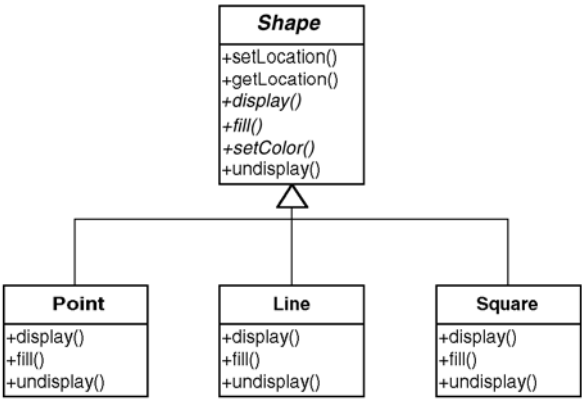 Shape
+setLocation()
+getLocation()
+display()
+fill()
+setColor()
+undisplay()
Point
+display()
+fill()
+undisplay()
Line
+display()
+fill()
+undisplay()
Square
+display()
+fill()
+undisplay()